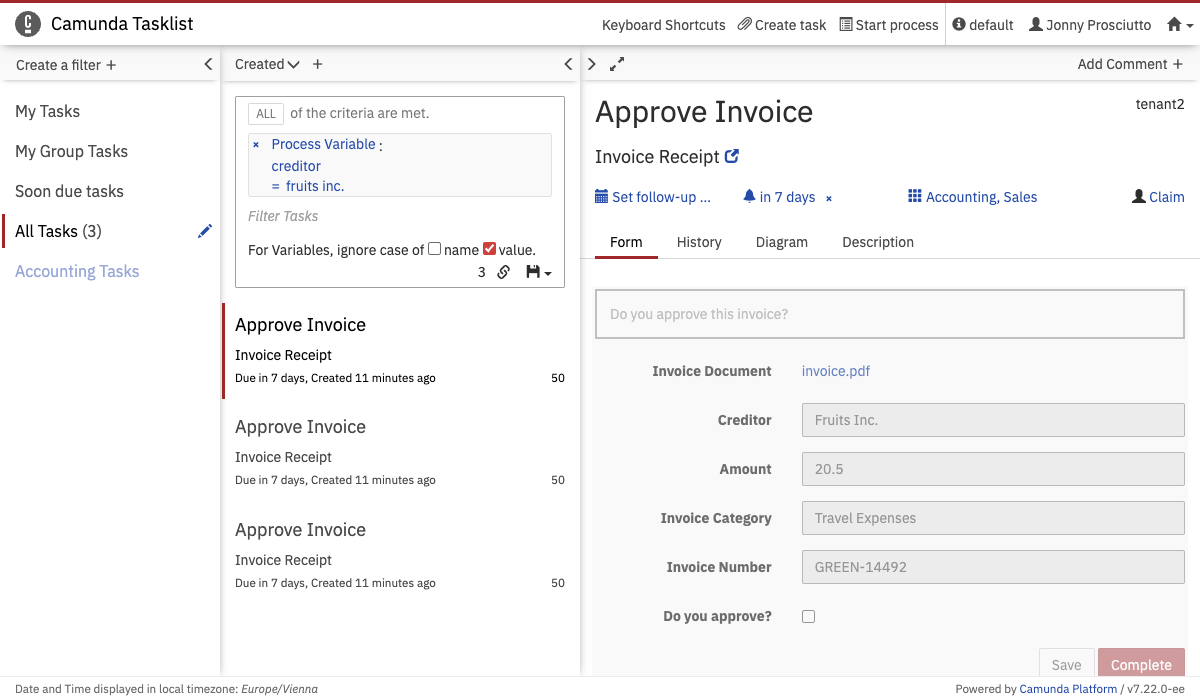 Camunda Tasklist
Keyboard Shortcuts Create task Start process default Jonny Prosciutto
Create a filter +
My Tasks
My Group Tasks
Soon due tasks
All Tasks (3)
Accounting Tasks
Created +
ALL of the criteria are met.
× Process Variable :
creditor
= fruits inc.
Filter Tasks
For Variables, ignore case of name value.
3
Approve Invoice
Invoice Receipt
Due in 7 days, Created 11 minutes ago 50
Approve Invoice
Invoice Receipt
Due in 7 days, Created 11 minutes ago 50
Approve Invoice
Invoice Receipt
Due in 7 days, Created 11 minutes ago 50
Add Comment +
Approve Invoice
tenant2
Invoice Receipt
Set follow-up ... in 7 days × Accounting, Sales Claim
Form History Diagram Description
Do you approve this invoice?
Invoice Document invoice.pdf
Creditor Fruits Inc.
Amount 20.5
Invoice Category Travel Expenses
Invoice Number GREEN-14492
Do you approve?
Save Complete
Date and Time displayed in local timezone: Europe/Vienna
Powered by Camunda Platform / v7.22.0-ee